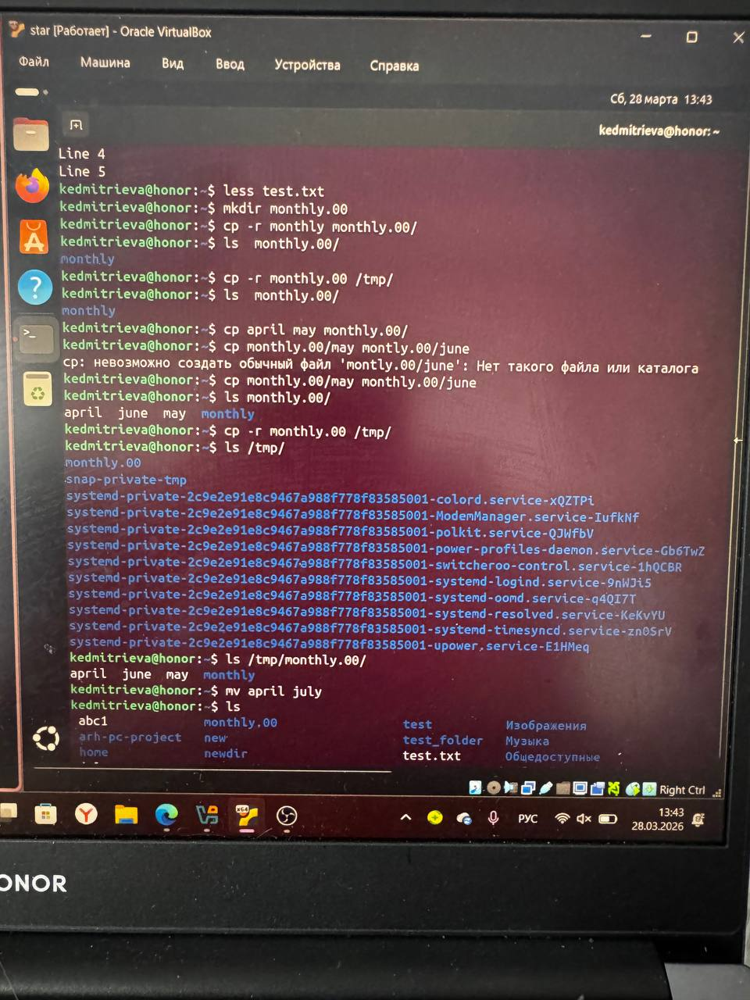 star [Работает] - Oracle VirtualBox
Файл Машина Вид Ввод Устройства Справка
Сб, 28 марта 13:43
kedmitrieva@honor: ~
Line 4
Line 5
kedmitrieva@honor:~$ less test.txt
kedmitrieva@honor:~$ mkdir monthly.00
kedmitrieva@honor:~$ cp -r monthly monthly.00/
kedmitrieva@honor:~$ ls  monthly.00/
monthly
kedmitrieva@honor:~$ cp -r monthly.00 /tmp/
kedmitrieva@honor:~$ ls  monthly.00/
monthly
kedmitrieva@honor:~$ cp april may monthly.00/
kedmitrieva@honor:~$ cp monthly.00/may montly.00/june
cp: невозможно создать обычный файл 'montly.00/june': Нет такого файла или каталога
kedmitrieva@honor:~$ cp monthly.00/may monthly.00/june
kedmitrieva@honor:~$ ls monthly.00/
april  june  may  monthly
kedmitrieva@honor:~$ cp -r monthly.00 /tmp/
kedmitrieva@honor:~$ ls /tmp/
monthly.00
snap-private-tmp
systemd-private-2c9e2e91e8c9467a988f778f83585001-colord.service-xQZTPi
systemd-private-2c9e2e91e8c9467a988f778f83585001-ModemManager.service-IufkNf
systemd-private-2c9e2e91e8c9467a988f778f83585001-polkit.service-QJWfbV
systemd-private-2c9e2e91e8c9467a988f778f83585001-power-profiles-daemon.service-Gb6TwZ
systemd-private-2c9e2e91e8c9467a988f778f83585001-switcheroo-control.service-1hQCBR
systemd-private-2c9e2e91e8c9467a988f778f83585001-systemd-logind.service-9nWJi5
systemd-private-2c9e2e91e8c9467a988f778f83585001-systemd-oomd.service-q4QI7T
systemd-private-2c9e2e91e8c9467a988f778f83585001-systemd-resolved.service-KeKvYU
systemd-private-2c9e2e91e8c9467a988f778f83585001-systemd-timesyncd.service-zn0SrV
systemd-private-2c9e2e91e8c9467a988f778f83585001-upower.service-E1HMeq
kedmitrieva@honor:~$ ls /tmp/monthly.00/
april  june  may  monthly
kedmitrieva@honor:~$ mv april july
kedmitrieva@honor:~$ ls
abc1 monthly.00 test Изображения
arh-pc-project new test_folder Музыка
home newdir test.txt Общедоступные
Right Ctrl
x64
РУС
13:43
28.03.2026
ONOR